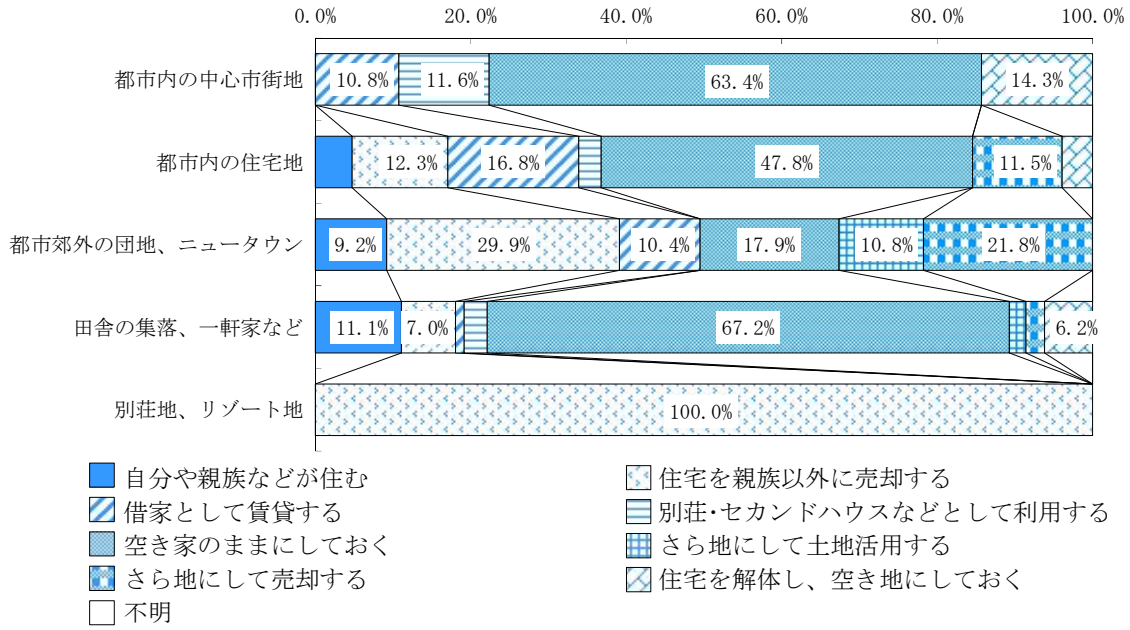 0.0% 20.0% 40.0% 60.0% 80.0% 100.0%
都市内の中心市街地 10.8% 11.6% 63.4% 14.3%
都市内の住宅地 12.3% 16.8% 47.8% 11.5%
都市郊外の団地、ニュータウン 9.2% 29.9% 10.4% 17.9% 10.8% 21.8%
田舎の集落、一軒家など 11.1% 7.0% 67.2% 6.2%
別荘地、リゾート地 100.0%
自分や親族などが住む 住宅を親族以外に売却する
借家として賃貸する 別荘・セカンドハウスなどとして利用する
空き家のままにしておく さら地にして土地活用する
さら地にして売却する 住宅を解体し、空き地にしておく
不明